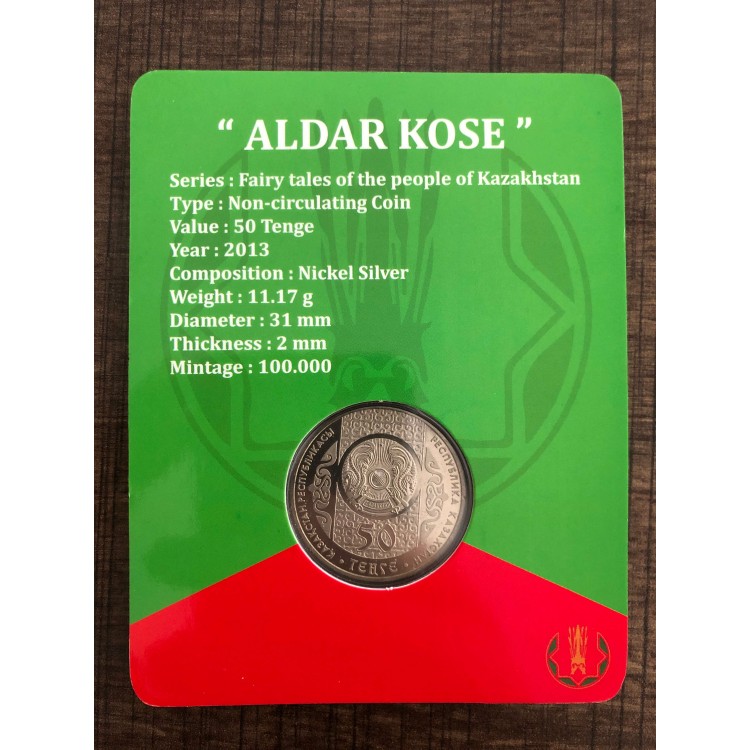 “ ALDAR KOSE ”
Series : Fairy tales of the people of Kazakhstan
Type : Non-circulating Coin
Value : 50 Tenge
Year : 2013
Composition : Nickel Silver
Weight : 11.17 g
Diameter : 31 mm
Thickness : 2 mm
Mintage : 100.000
ҚАЗАҚСТАН РЕСПУБЛИКАСЫ
РЕСПУБЛИКА КАЗАХСТАН
50
ТЕНГЕ